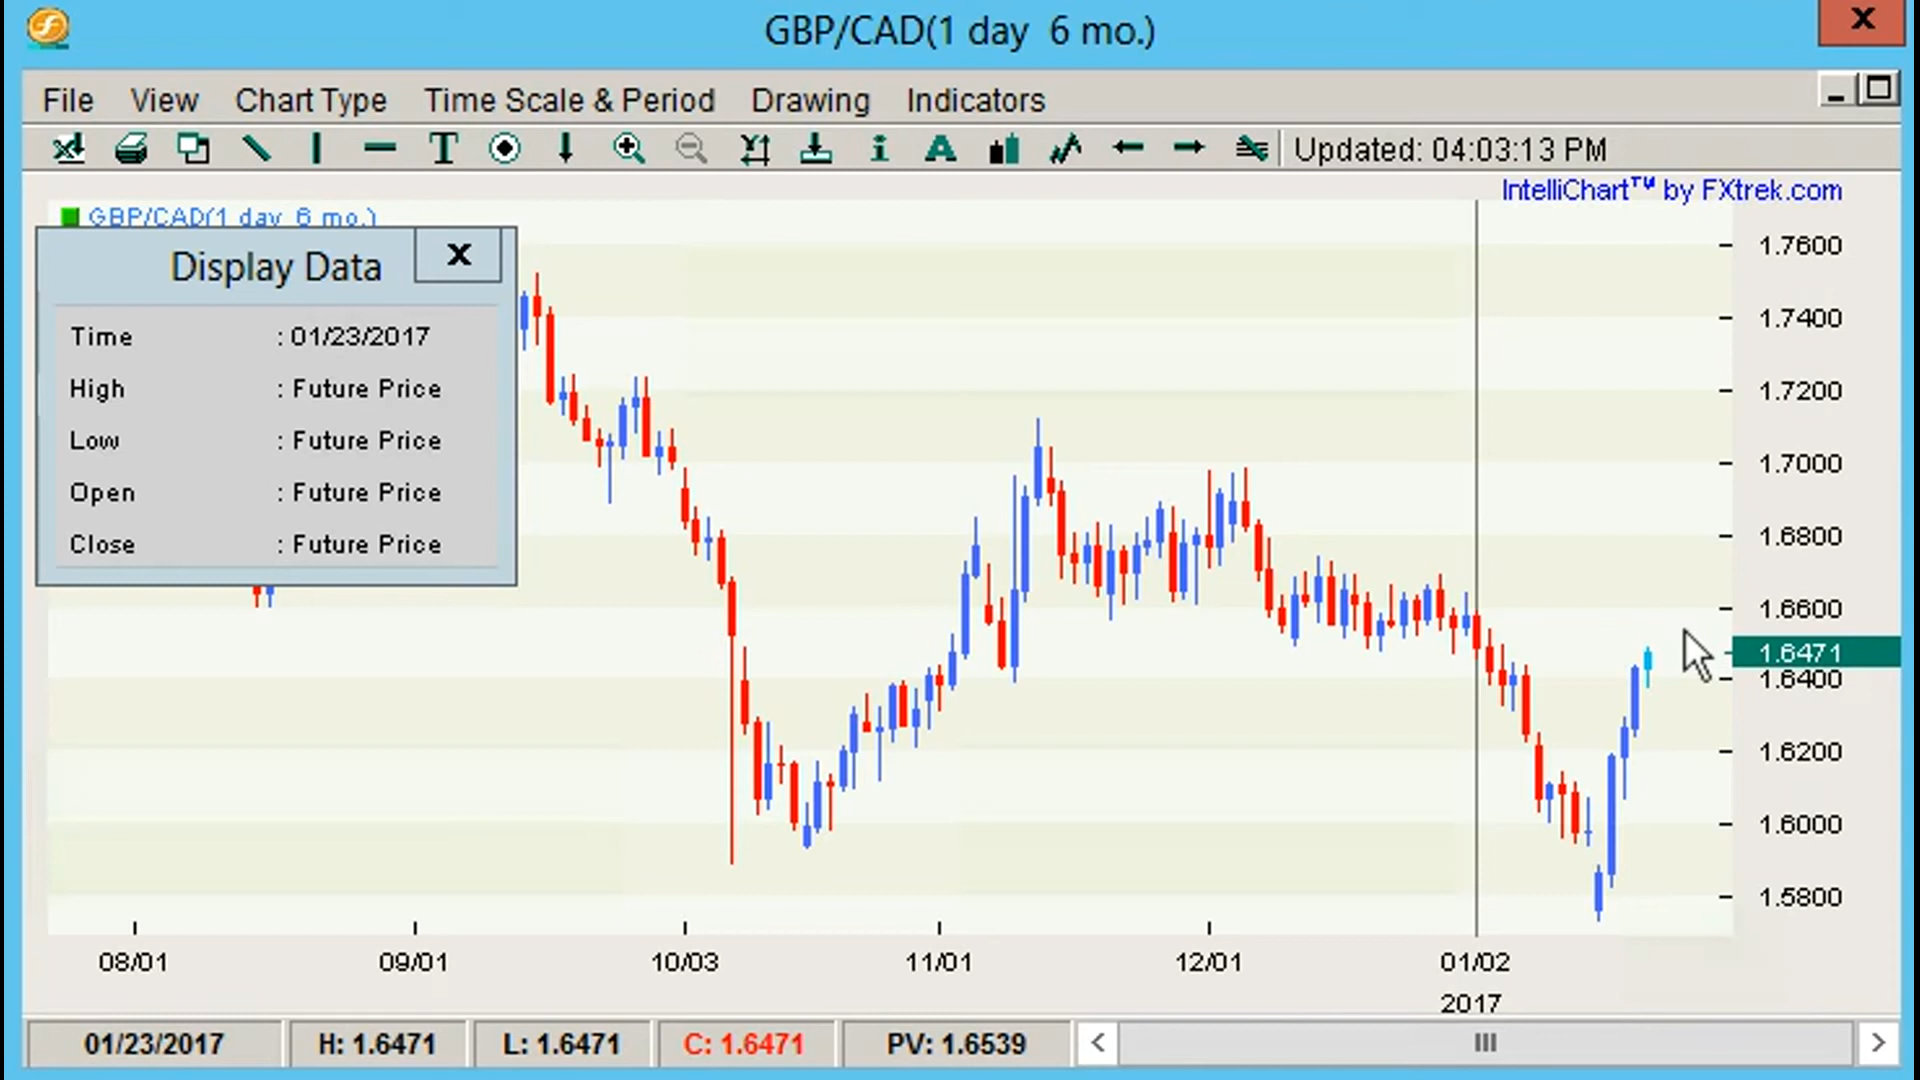 GBP/CAD(1 day  6 mo.)
X
File View Chart Type Time Scale & Period Drawing Indicators
Updated: 04:03:13 PM
IntelliChart™ by FXtrek.com
GBP/CAD(1 day  6 mo.)
Display Data X
Time : 01/23/2017
High : Future Price
Low : Future Price
Open : Future Price
Close : Future Price
1.7600
1.7400
1.7200
1.7000
1.6800
1.6600
1.6471
1.6400
1.6200
1.6000
1.5800
08/01 09/01 10/03 11/01 12/01 01/02
2017
01/23/2017 H: 1.6471 L: 1.6471 C: 1.6471 PV: 1.6539